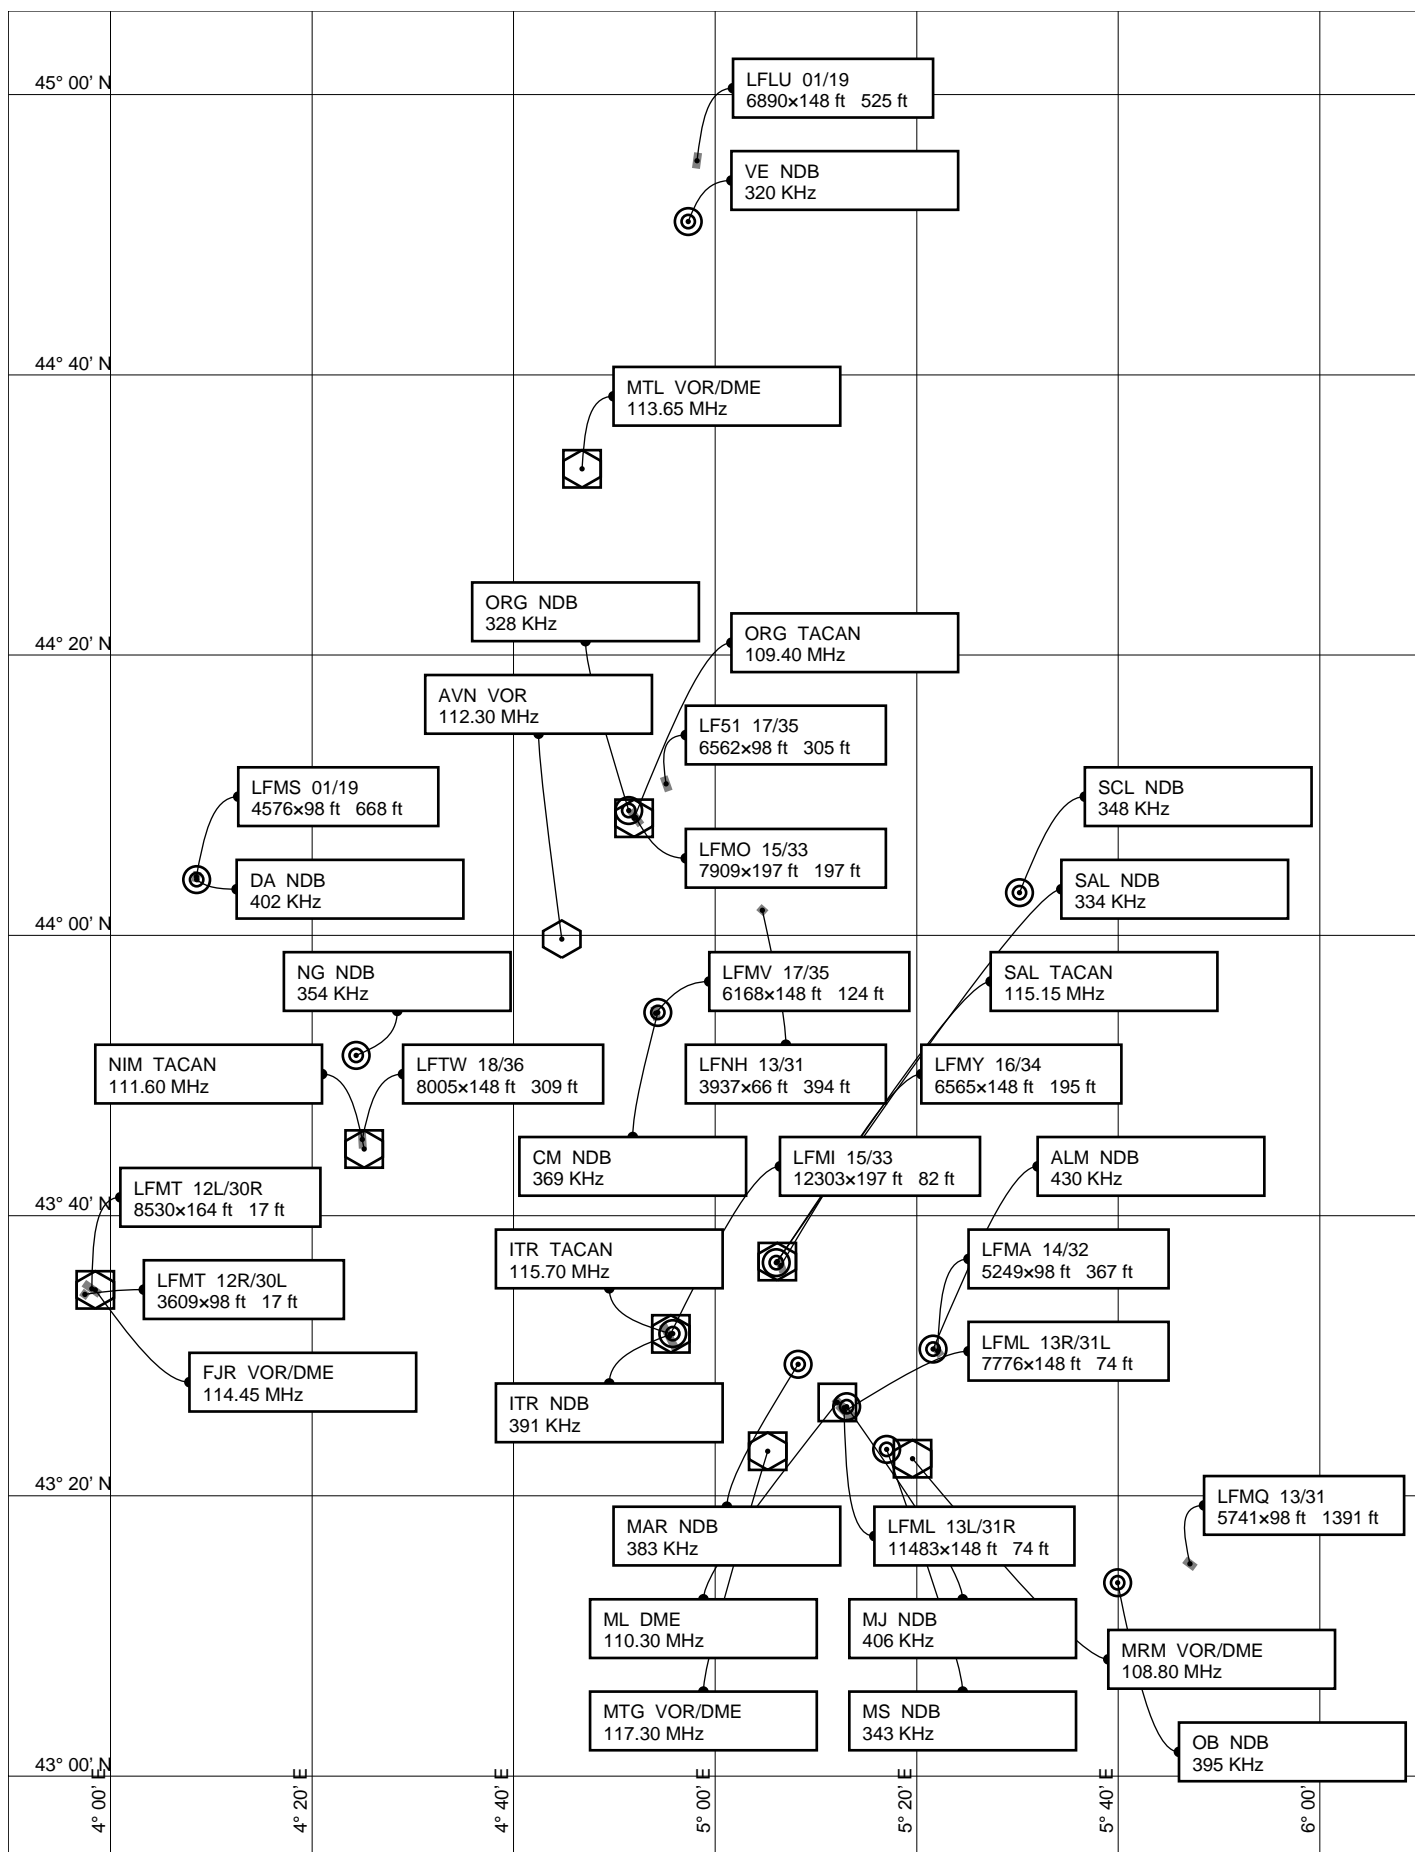 45° 00' N
LFLU 01/19
6890×148 ft 525 ft
VE NDB
320 KHz
44° 40' N
MTL VOR/DME
113.65 MHz
ORG NDB
328 KHz
ORG TACAN
109.40 MHz
44° 20' N
AVN VOR
112.30 MHz
LF51 17/35
6562×98 ft 305 ft
LFMS 01/19
4576×98 ft 668 ft
SCL NDB
348 KHz
LFMO 15/33
7909×197 ft 197 ft
DA NDB
402 KHz
SAL NDB
334 KHz
44° 00' N
NG NDB
354 KHz
LFMV 17/35
6168×148 ft 124 ft
SAL TACAN
115.15 MHz
NIM TACAN
111.60 MHz
LFTW 18/36
8005×148 ft 309 ft
LFNH 13/31
3937×66 ft 394 ft
LFMY 16/34
6565×148 ft 195 ft
CM NDB
369 KHz
LFMI 15/33
12303×197 ft 82 ft
ALM NDB
430 KHz
LFMT 12L/30R
8530×164 ft 17 ft
43° 40' N
ITR TACAN
115.70 MHz
LFMA 14/32
5249×98 ft 367 ft
LFMT 12R/30L
3609×98 ft 17 ft
LFML 13R/31L
7776×148 ft 74 ft
FJR VOR/DME
114.45 MHz
ITR NDB
391 KHz
43° 20' N
LFMQ 13/31
5741×98 ft 1391 ft
MAR NDB
383 KHz
LFML 13L/31R
11483×148 ft 74 ft
ML DME
110.30 MHz
MJ NDB
406 KHz
MRM VOR/DME
108.80 MHz
MTG VOR/DME
117.30 MHz
MS NDB
343 KHz
OB NDB
395 KHz
43° 00' N
4° 00' E
4° 20' E
4° 40' E
5° 00' E
5° 20' E
5° 40' E
6° 00'